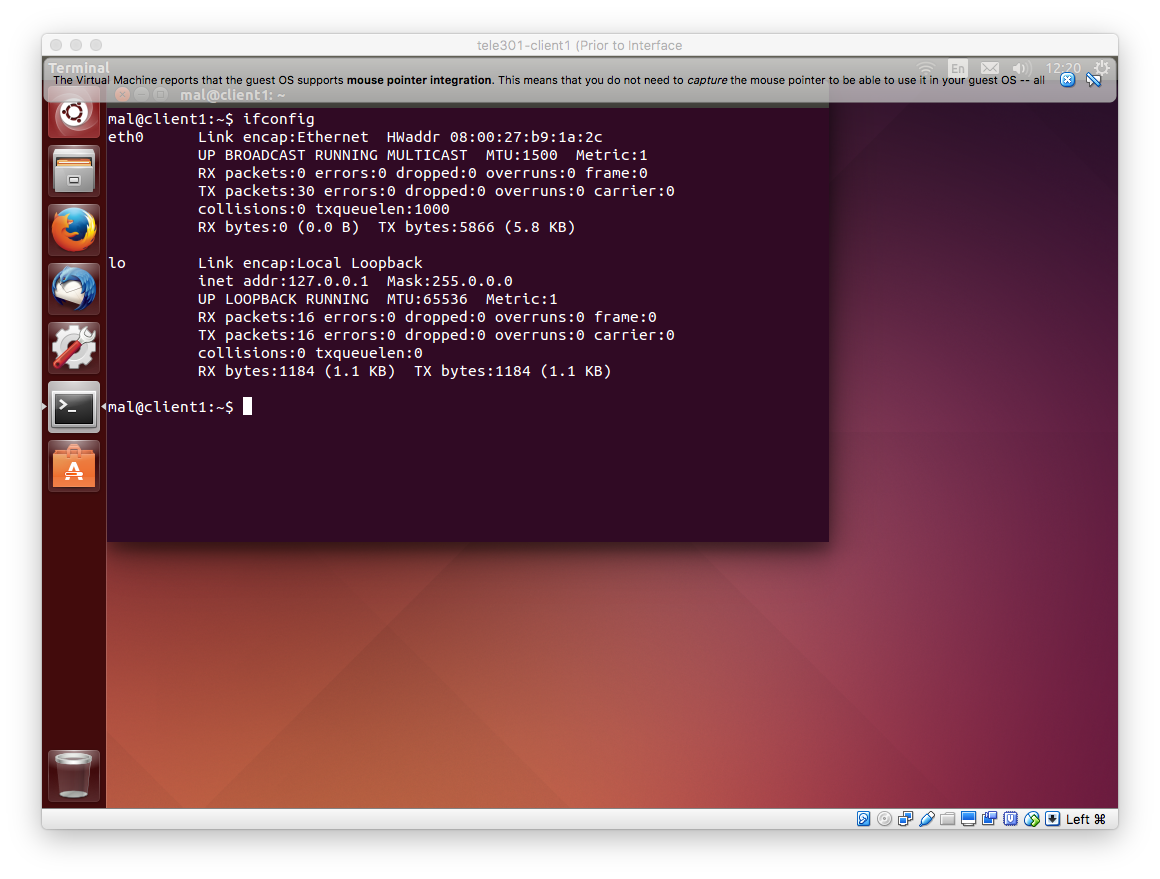 tele301-client1 (Prior to Interface
Terminal
En
12:20
The Virtual Machine reports that the guest OS supports mouse pointer integration. This means that you do not need to capture the mouse pointer to be able to use it in your guest OS -- all
mal@client1: ~
mal@client1:~$ ifconfig
eth0      Link encap:Ethernet  HWaddr 08:00:27:b9:1a:2c
          UP BROADCAST RUNNING MULTICAST  MTU:1500  Metric:1
          RX packets:0 errors:0 dropped:0 overruns:0 frame:0
          TX packets:30 errors:0 dropped:0 overruns:0 carrier:0
          collisions:0 txqueuelen:1000
          RX bytes:0 (0.0 B)  TX bytes:5866 (5.8 KB)

lo        Link encap:Local Loopback
          inet addr:127.0.0.1  Mask:255.0.0.0
          UP LOOPBACK RUNNING  MTU:65536  Metric:1
          RX packets:16 errors:0 dropped:0 overruns:0 frame:0
          TX packets:16 errors:0 dropped:0 overruns:0 carrier:0
          collisions:0 txqueuelen:0
          RX bytes:1184 (1.1 KB)  TX bytes:1184 (1.1 KB)

mal@client1:~$
Left ⌘